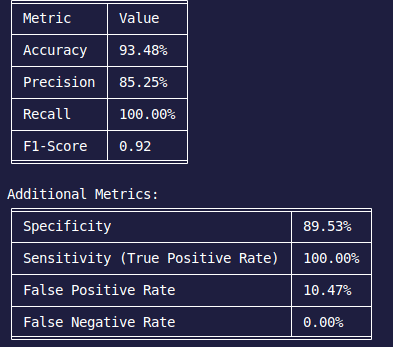 Metric Value
Accuracy 93.48%
Precision 85.25%
Recall 100.00%
F1-Score 0.92
Additional Metrics:
Specificity 89.53%
Sensitivity (True Positive Rate) 100.00%
False Positive Rate 10.47%
False Negative Rate 0.00%